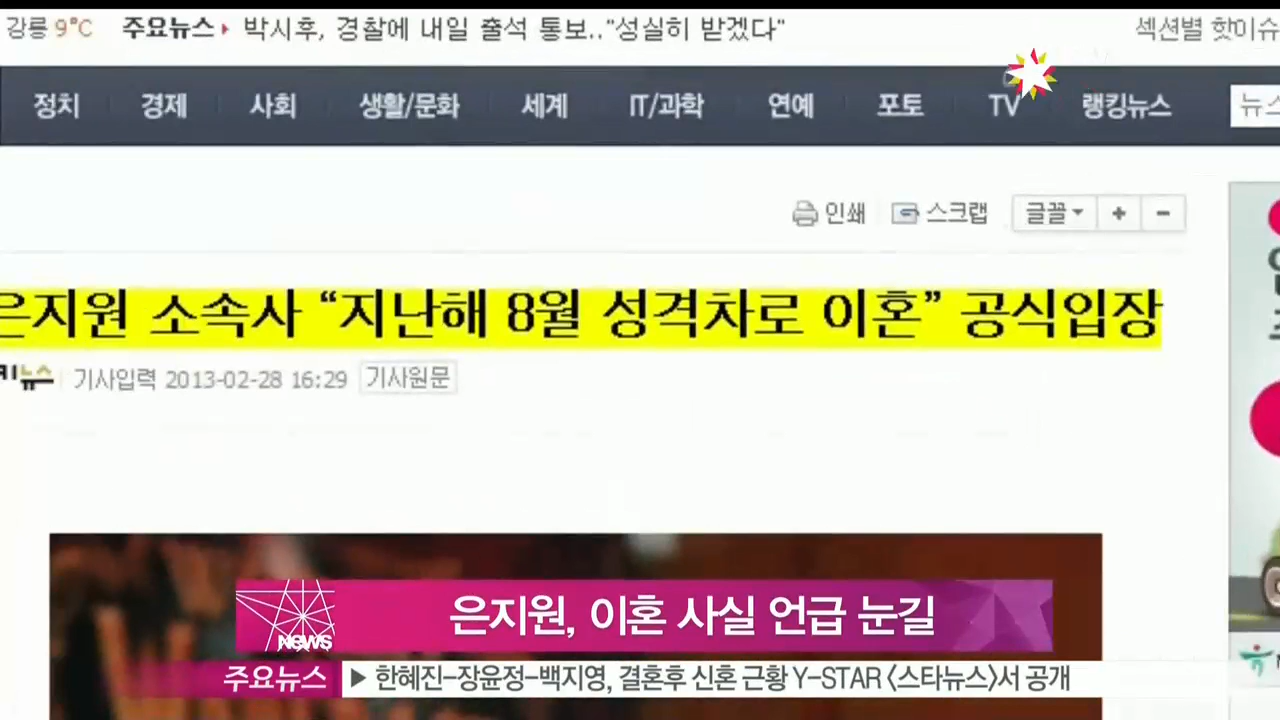 강릉 9℃ 주요뉴스 박시후, 경찰에 내일 출석 통보.."성실히 받겠다" 섹션별 핫이슈
정치 경제 사회 생활/문화 세계 IT/과학 연예 포토 TV 랭킹뉴스 뉴스
인쇄 스크랩 글꼴 + -
은지원 소속사 “지난해 8월 성격차로 이혼” 공식입장
뉴스 기사입력 2013-02-28 16:29 기사원문
NEWS 은지원, 이혼 사실 언급 눈길
주요뉴스 ▶ 한혜진-장윤정-백지영, 결혼후 신혼 근황 Y-STAR 〈스타뉴스〉서 공개